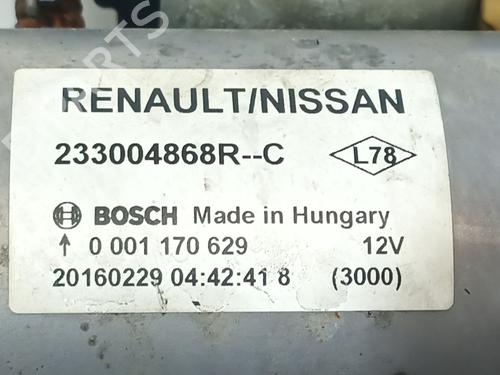 RENAULT/NISSAN
233004868R--C L78
BOSCH Made in Hungary
0 001 170 629 12V
20160229 04:42:41 8 (3000)
PARTS